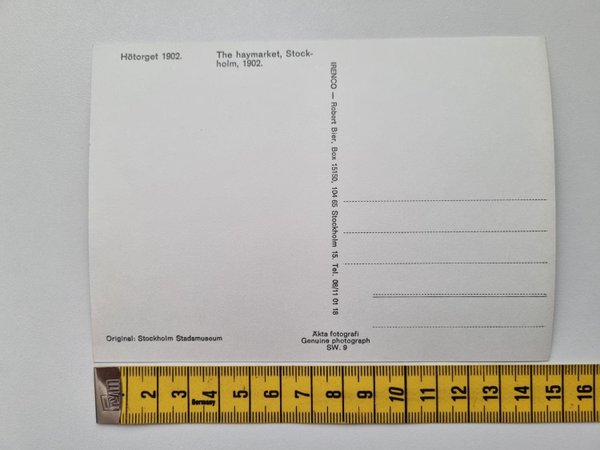 Hötorget 1902.
The haymarket, Stock-
holm, 1902.
IRENCO — Robert Bier, Box 15150, 104 65 Stockholm 15. Tel. 08/11 01 18
Original: Stockholm Stadsmuseum
Äkta fotografi
Genuine photograph
SW. 9
2 3 4 5 6 7 8 9 10 11 12 13 14 15 16
Germany